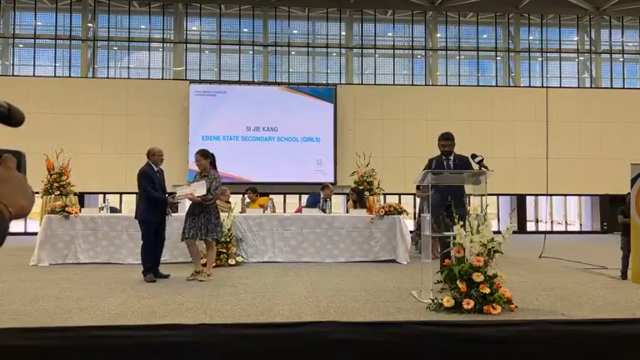 SI JIE KANG
EBENE STATE SECONDARY SCHOOL (GIRLS)